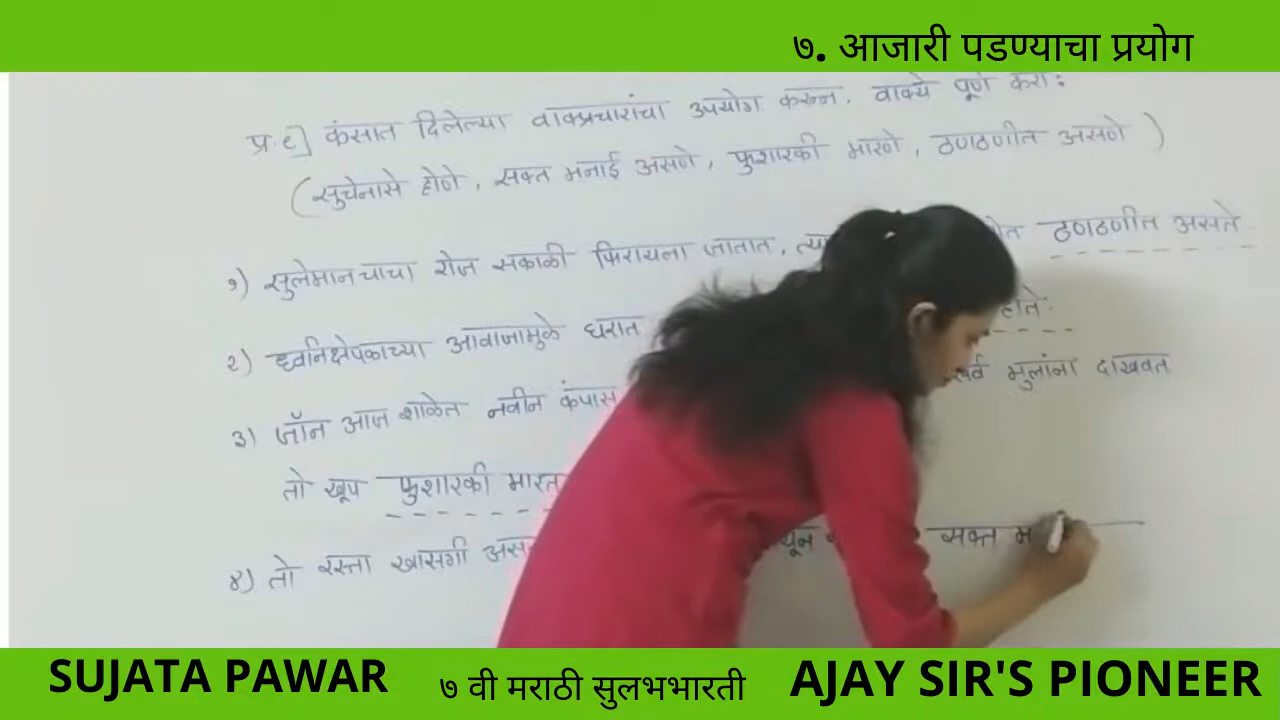 ७. आजारी पडण्याचा प्रयोग
प्र. ८] कंसात दिलेल्या वाक्प्रचारांचा उपयोग करून, वाक्ये पूर्ण करा:
(सुचेनासे होणे, सक्त मनाई असणे, फुशारकी मारणे, ठणठणीत असणे)
१) सुलेमानचाचा रोज सकाळी फिरायला जातात, ठणठणीत असते.
२) ध्वनिक्षेपकाच्या आवाजामुळे घरात होते.
३) जॉन आज शाळेत नवीन कंपास सर्व मुलांना दाखवत
तो खूप फुशारकी मारत
४) तो रस्ता खासगी सक्त म
SUJATA PAWAR
७ वी मराठी सुलभभारती
AJAY SIR'S PIONEER